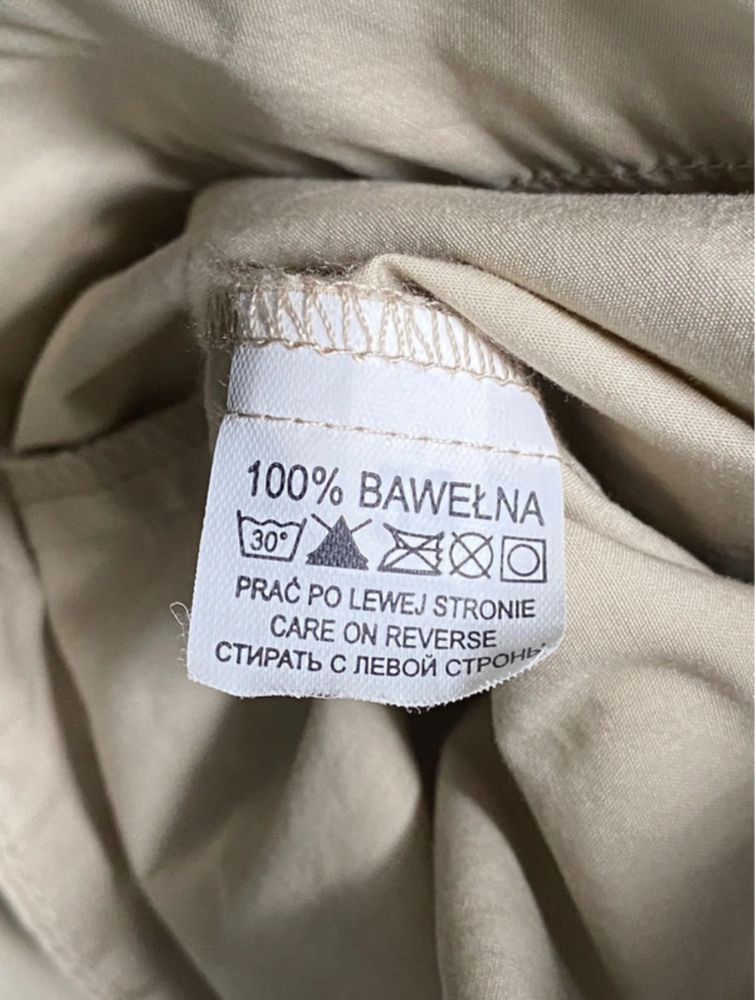 100% BAWEŁNA
30°
PRAĆ PO LEWEJ STRONIE
CARE ON REVERSE
СТИРАТЬ С ЛЕВОЙ СТРОНЫ